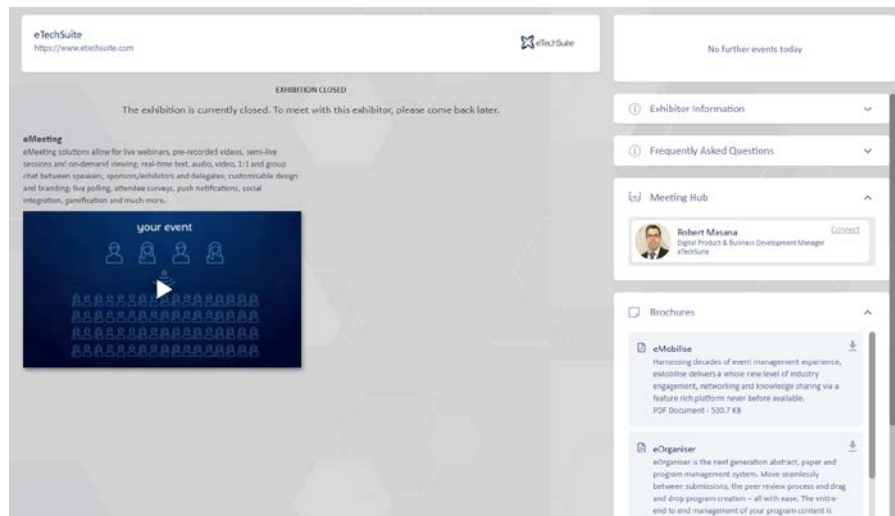 eTechSuite
https://www.etechsuite.com
eTechSuite
EXHIBITION CLOSED
The exhibition is currently closed. To meet with this exhibitor, please come back later.
eMeeting
eMeeting solutions allow for live webinars, pre-recorded videos, semi-live
sessions and on-demand viewing; real-time text, audio, video, 1:1 and group
chat between speakers, sponsors/exhibitors and delegates; customisable design
and branding; live polling, attendee surveys, push notifications, social
integration, gamification and much more.
your event
No further events today
Exhibitor Information
Frequently Asked Questions
Meeting Hub
Robert Masana
Connect
Digital Product & Business Development Manager
eTechSuite
Brochures
eMobilise
Harnessing decades of event management experience,
eMobilise delivers a whole new level of industry
engagement, networking and knowledge sharing via a
feature rich platform never before available.
PDF Document - 530.7 KB
eOrganiser
eOrganiser is the next generation abstract, paper and
program management system. Move seamlessly
between submissions, the peer review process and drag
and drop program creation – all with ease. The entire
end to end management of your program content is